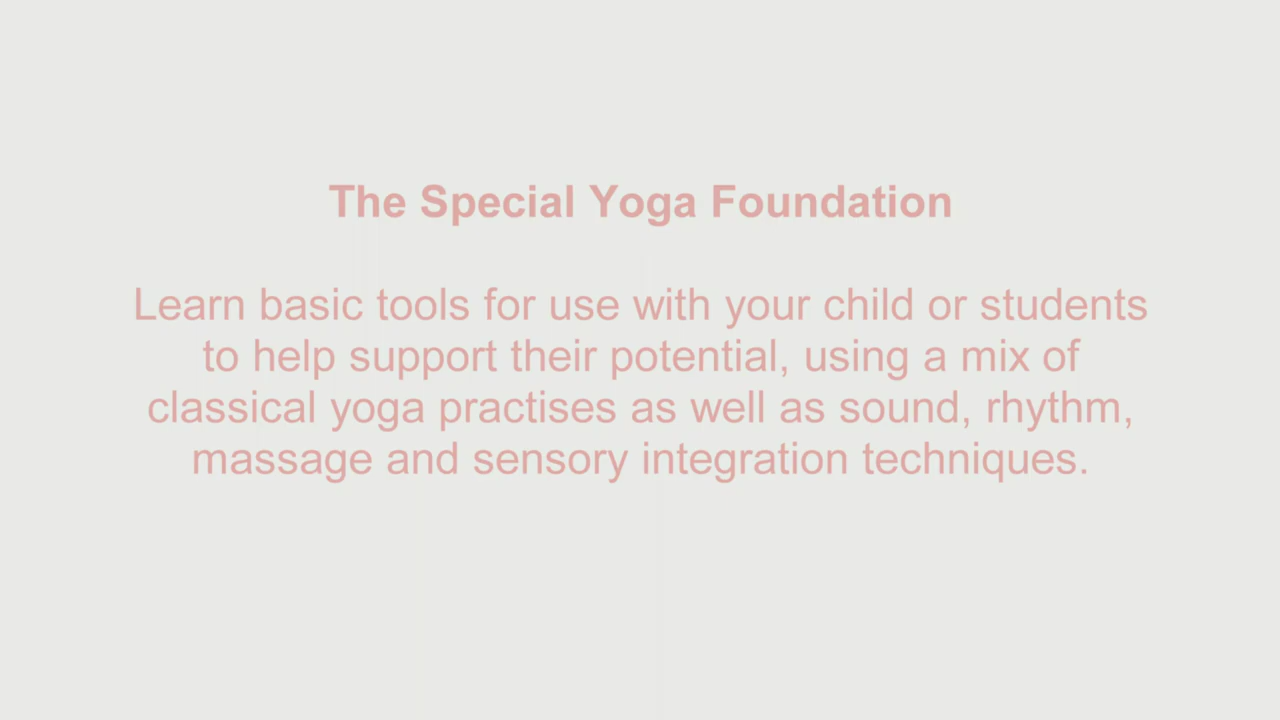 The Special Yoga Foundation
Learn basic tools for use with your child or students
to help support their potential, using a mix of
classical yoga practises as well as sound, rhythm,
massage and sensory integration techniques.